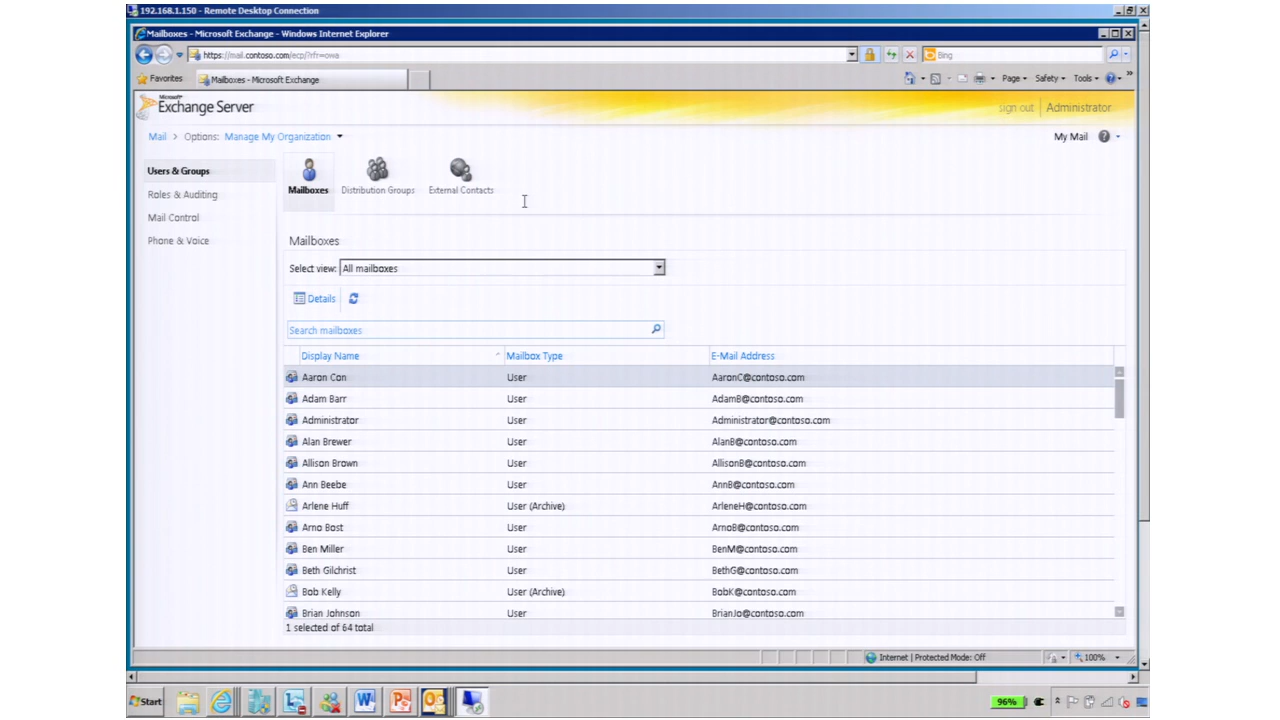 192.168.1.150 - Remote Desktop Connection
Mailboxes - Microsoft Exchange - Windows Internet Explorer
https://mail.contoso.com/ecp/?rfr=owa
Bing
Favorites
Mailboxes - Microsoft Exchange
Page
Safety
Tools
Microsoft
Exchange Server
sign out
Administrator
Mail > Options: Manage My Organization
My Mail
Users & Groups
Roles & Auditing
Mail Control
Phone & Voice
Mailboxes
Distribution Groups
External Contacts
Mailboxes
Select view: All mailboxes
Details
Search mailboxes
Display Name Mailbox Type E-Mail Address
Aaron Con User AaronC@contoso.com
Adam Barr User AdamB@contoso.com
Administrator User Administrator@contoso.com
Alan Brewer User AlanB@contoso.com
Allison Brown User AllisonB@contoso.com
Ann Beebe User AnnB@contoso.com
Arlene Huff User (Archive) ArleneH@contoso.com
Arno Bost User ArnoB@contoso.com
Ben Miller User BenM@contoso.com
Beth Gilchrist User BethG@contoso.com
Bob Kelly User (Archive) BobK@contoso.com
Brian Johnson User BrianJo@contoso.com
1 selected of 64 total
Internet | Protected Mode: Off
100%
Start
96%